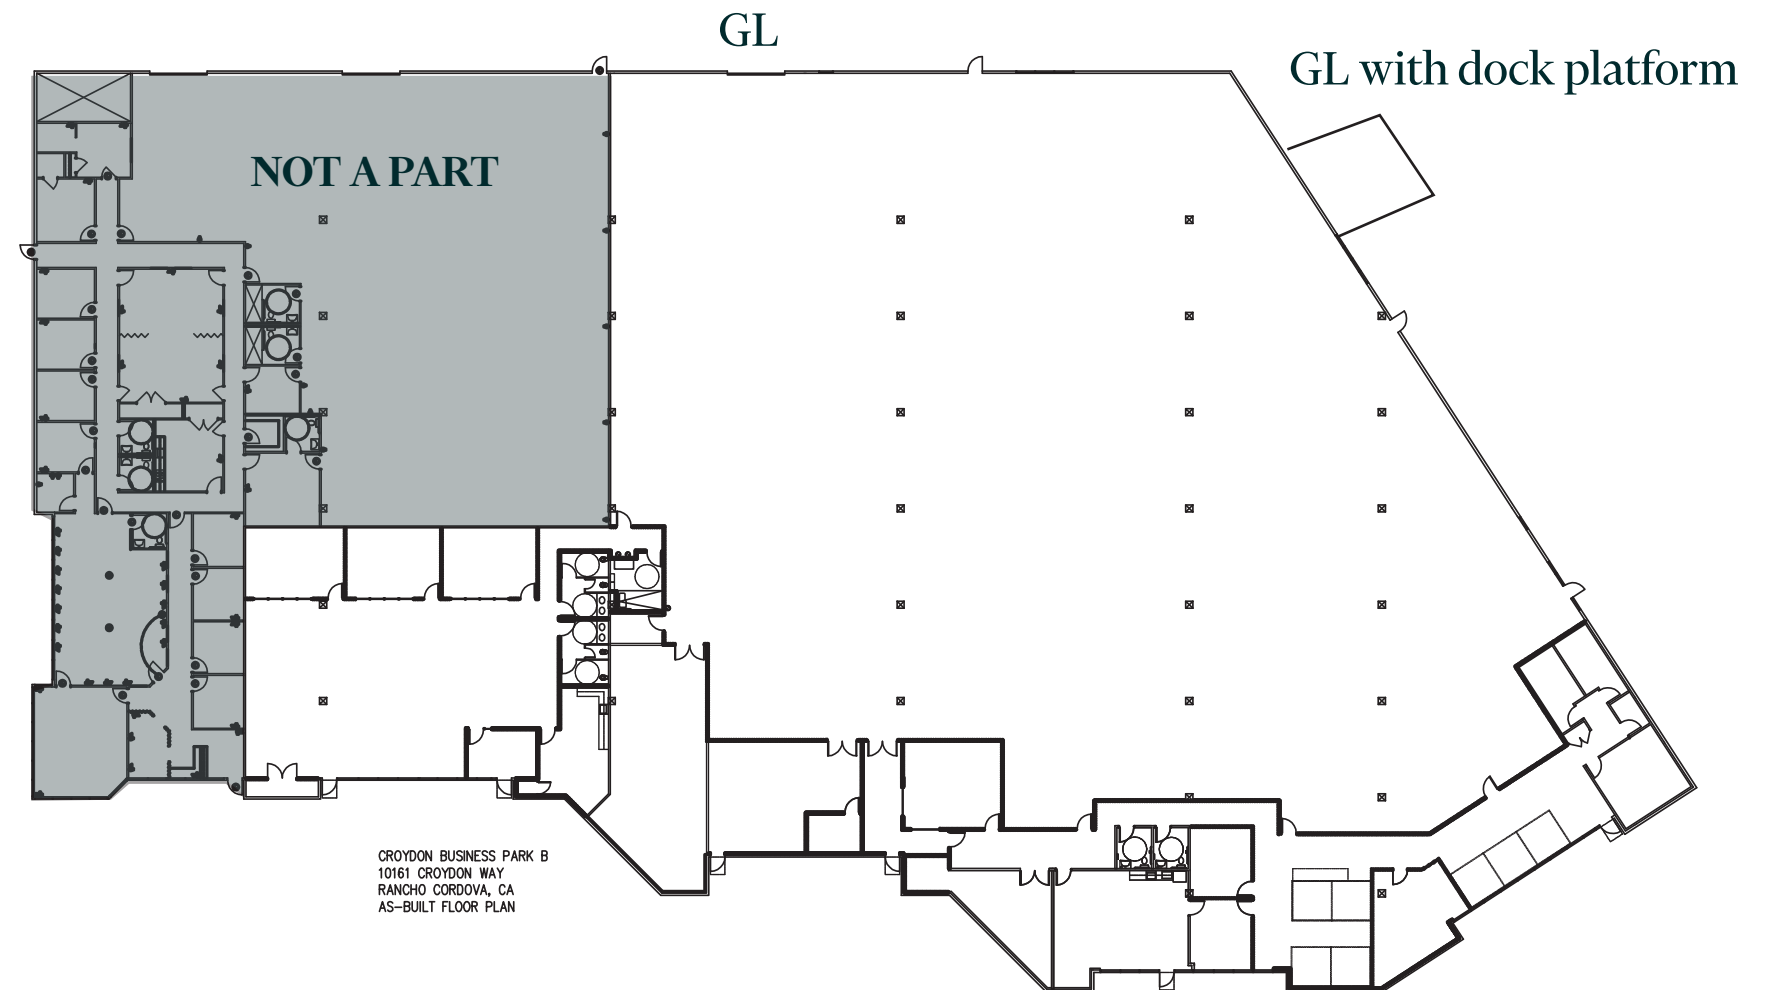 GL
GL with dock platform
NOT A PART
CROYDON BUSINESS PARK B
10161 CROYDON WAY
RANCHO CORDOVA, CA
AS-BUILT FLOOR PLAN